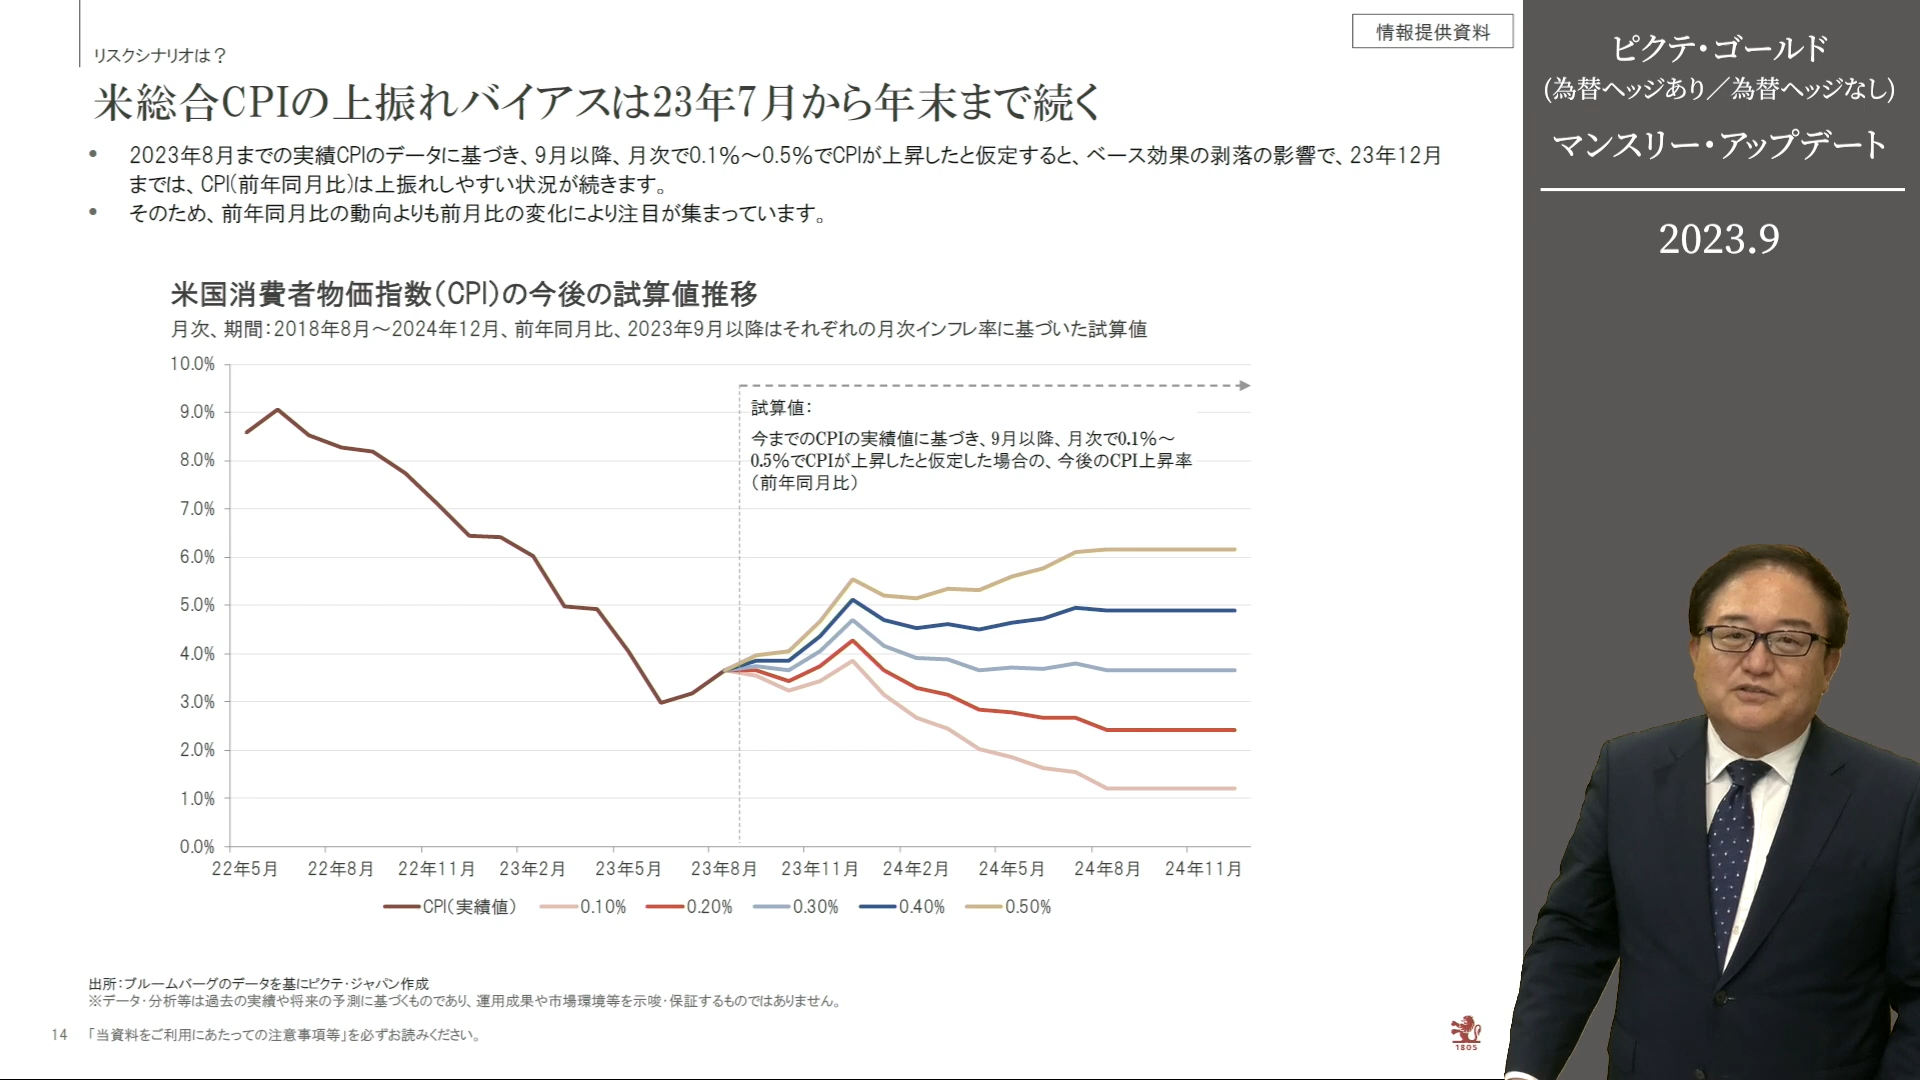 リスクシナリオは？
情報提供資料
米総合CPIの上振れバイアスは23年7月から年末まで続く
• 2023年8月までの実績CPIのデータに基づき、9月以降、月次で0.1％～0.5％でCPIが上昇したと仮定すると、ベース効果の剥落の影響で、23年12月
までは、CPI(前年同月比)は上振れしやすい状況が続きます。
• そのため、前年同月比の動向よりも前月比の変化により注目が集まっています。
米国消費者物価指数（CPI）の今後の試算値推移
月次、期間：2018年8月～2024年12月、前年同月比、2023年9月以降はそれぞれの月次インフレ率に基づいた試算値
10.0%
9.0%
8.0%
7.0%
6.0%
5.0%
4.0%
3.0%
2.0%
1.0%
0.0%
試算値：
今までのCPIの実績値に基づき、9月以降、月次で0.1％～
0.5％でCPIが上昇したと仮定した場合の、今後のCPI上昇率
（前年同月比）
22年5月 22年8月 22年11月 23年2月 23年5月 23年8月 23年11月 24年2月 24年5月 24年8月 24年11月
CPI（実績値） 0.10% 0.20% 0.30% 0.40% 0.50%
出所：ブルームバーグのデータを基にピクテ・ジャパン作成
※データ・分析等は過去の実績や将来の予測に基づくものであり、運用成果や市場環境等を示唆・保証するものではありません。
14 「当資料をご利用にあたっての注意事項等」を必ずお読みください。
1805
ピクテ・ゴールド
(為替ヘッジあり／為替ヘッジなし)
マンスリー・アップデート
2023.9